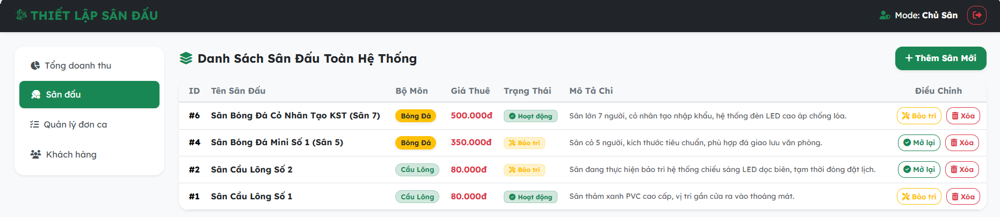 THIẾT LẬP SÂN ĐẤU
Mode: Chủ Sân
Tổng doanh thu
Sân đấu
Quản lý đơn ca
Khách hàng
Danh Sách Sân Đấu Toàn Hệ Thống
+ Thêm Sân Mới
ID Tên Sân Đấu Bộ Môn Giá Thuê Trạng Thái Mô Tả Chi Điều Chỉnh
#6 Sân Bóng Đá Cỏ Nhân Tạo KST (Sân 7) Bóng Đá 500.000đ Hoạt động Sân lớn 7 người, cỏ nhân tạo nhập khẩu, hệ thống đèn LED cao áp chống lóa. Bảo trì Xóa
#4 Sân Bóng Đá Mini Số 1 (Sân 5) Bóng Đá 350.000đ Bảo trì Sân cỏ 5 người, kích thước tiêu chuẩn, phù hợp đá giao lưu văn phòng. Mở lại Xóa
#2 Sân Cầu Lông Số 2 Cầu Lông 80.000đ Bảo trì Sân đang thực hiện bảo trì hệ thống chiếu sáng LED dọc biên, tạm thời đóng đặt lịch. Mở lại Xóa
#1 Sân Cầu Lông Số 1 Cầu Lông 80.000đ Hoạt động Sân thảm xanh PVC cao cấp, vị trí gần cửa ra vào thoáng mát. Bảo trì Xóa